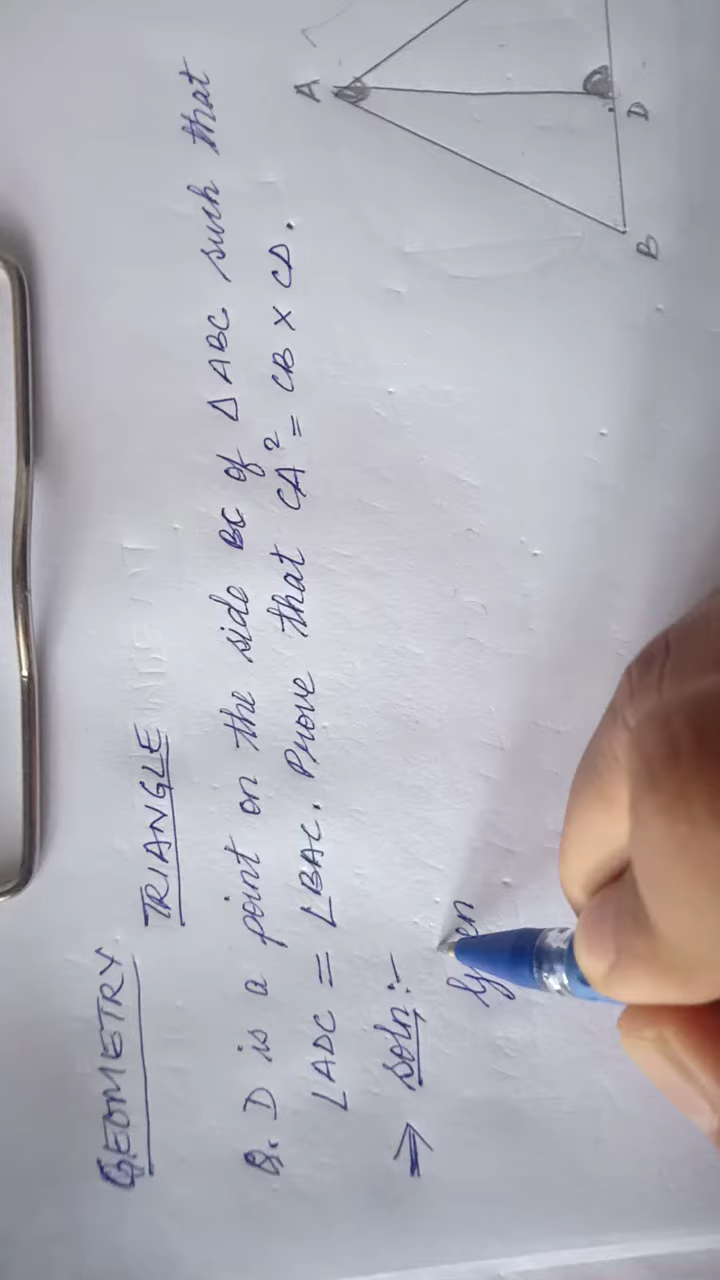 GEOMETRY.
TRIANGLE
Q. D is a point on the side BC of Δ ABC such that
∠ADC = ∠BAC. Prove that CA² = CB × CD.
⇒ Soln:-
A
D
B